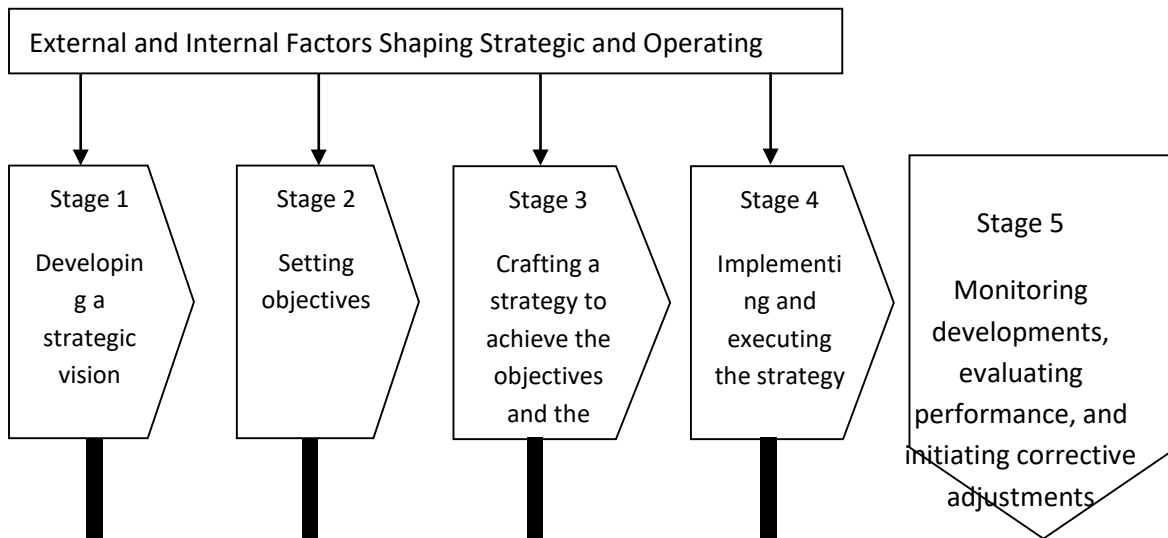 External and Internal Factors Shaping Strategic and Operating
Stage 1
Developin
g a
strategic
vision
Stage 2
Setting
objectives
Stage 3
Crafting a
strategy to
achieve the
objectives
and the
Stage 4
Implementi
ng and
executing
the strategy
Stage 5
Monitoring
developments,
evaluating
performance, and
initiating corrective
adjustments